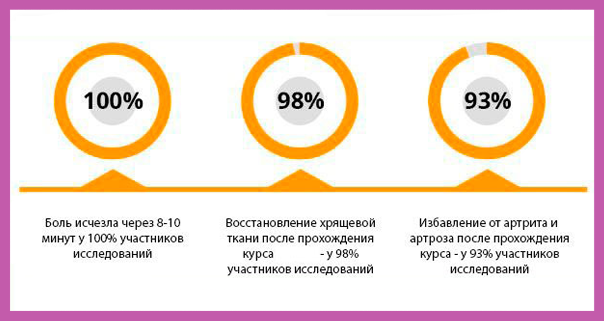 100%
98%
93%
Боль исчезла через 8-10
минут у 100% участников
исследований
Восстановление хрящевой
ткани после прохождения
курса - у 98%
участников исследований
Избавление от артрита и
артроза после прохождения
курса - у 93% участников
исследований